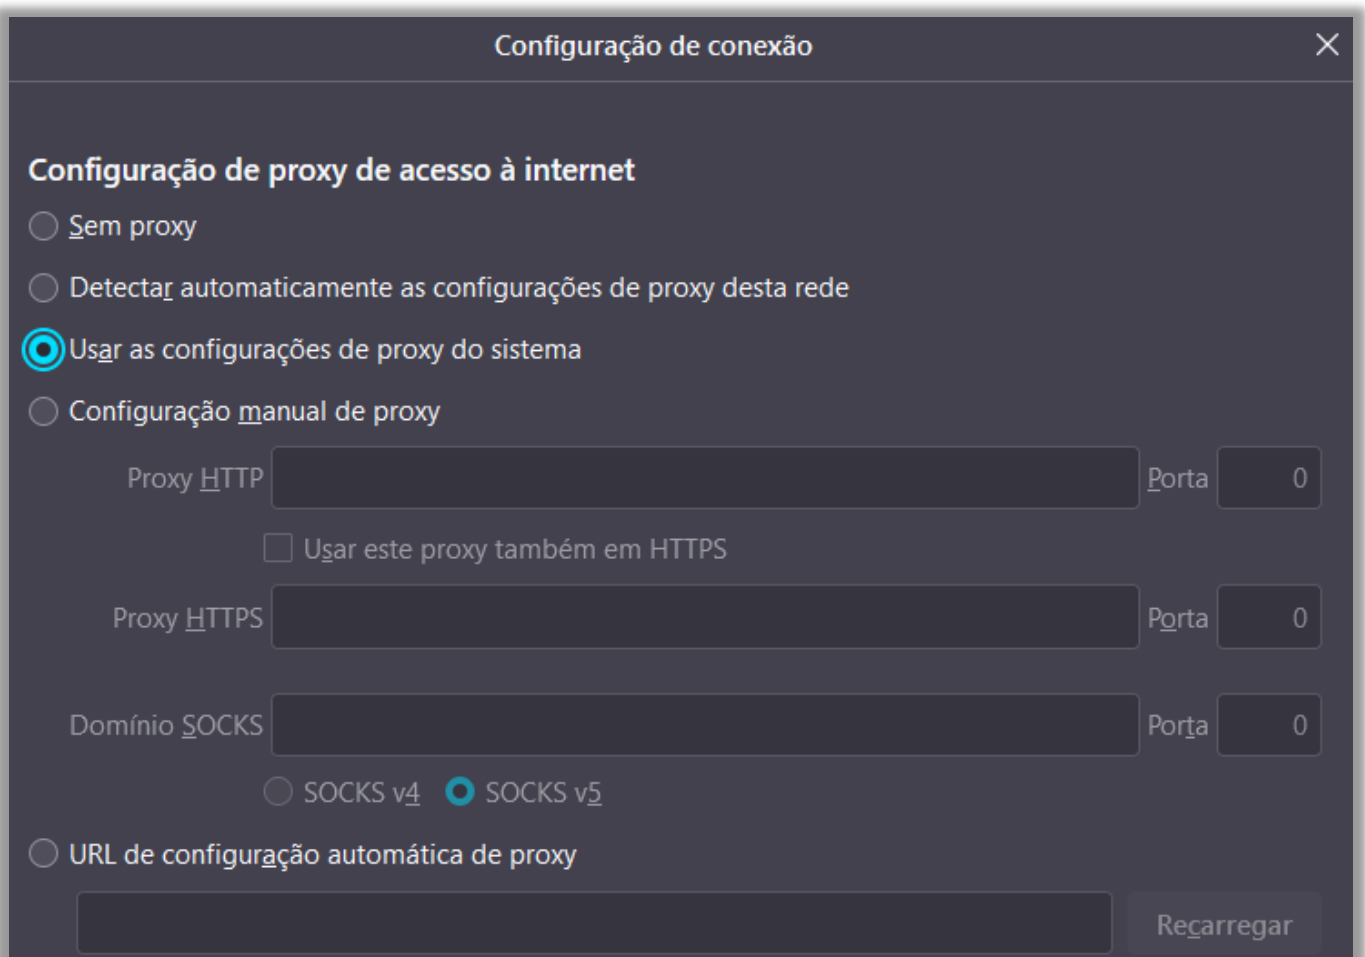 Configuração de conexão
Configuração de proxy de acesso à internet
Sem proxy
Detectar automaticamente as configurações de proxy desta rede
Usar as configurações de proxy do sistema
Configuração manual de proxy
Proxy HTTP Porta 0
Usar este proxy também em HTTPS
Proxy HTTPS Porta 0
Domínio SOCKS Porta 0
SOCKS v4 SOCKS v5
URL de configuração automática de proxy
Recarregar